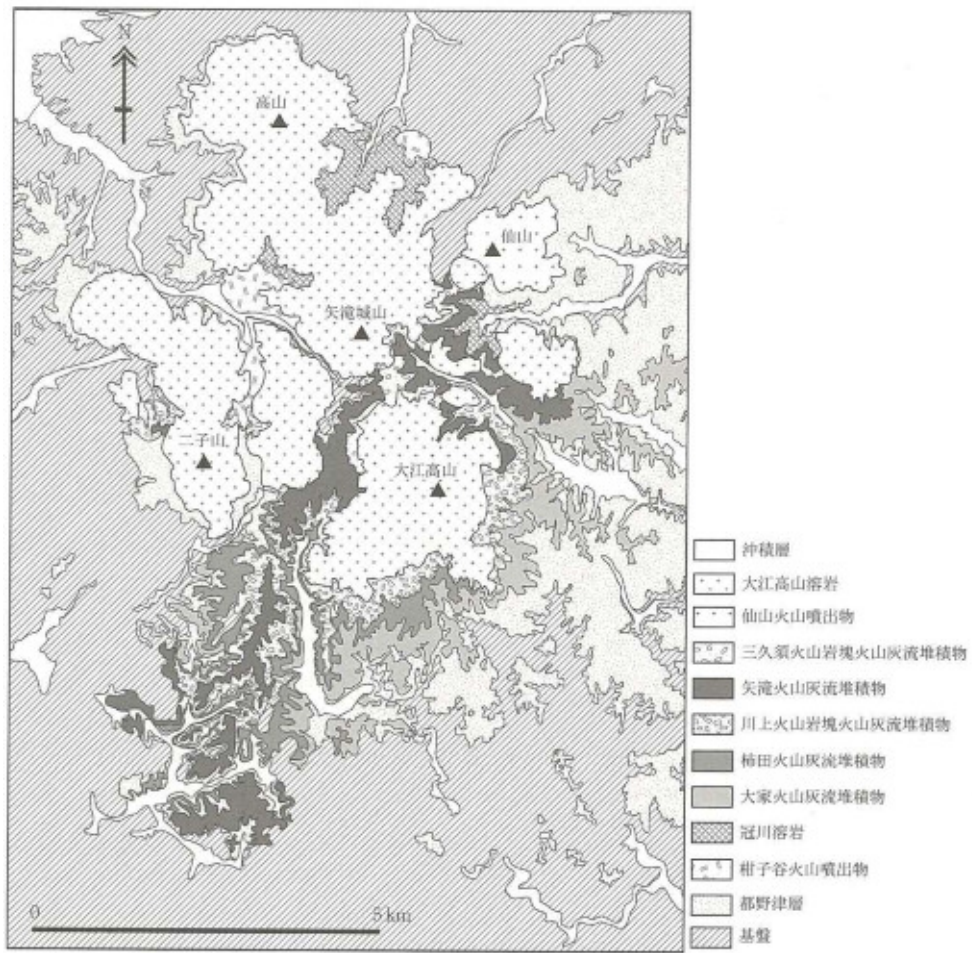 N
高山
仙山
矢滝城山
二子山
大江高山
沖積層
大江高山溶岩
仙山火山噴出物
三久須火山岩塊火山灰流堆積物
矢滝火山灰流堆積物
川上火山岩塊火山灰流堆積物
柿田火山灰流堆積物
大家火山灰流堆積物
冠川溶岩
柑子谷火山噴出物
都野津層
基盤
0
5 km